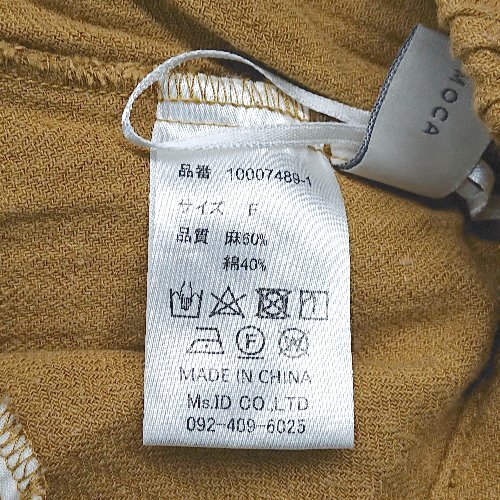 MOCA
品番 10007489-1
サイズ F
品質 麻60%
綿40%
F
W
MADE IN CHINA
Ms.ID CO.,LTD
092-409-6025